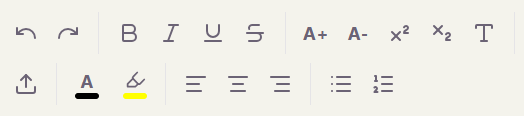 B I U S A+ A- x² x₂ T
A